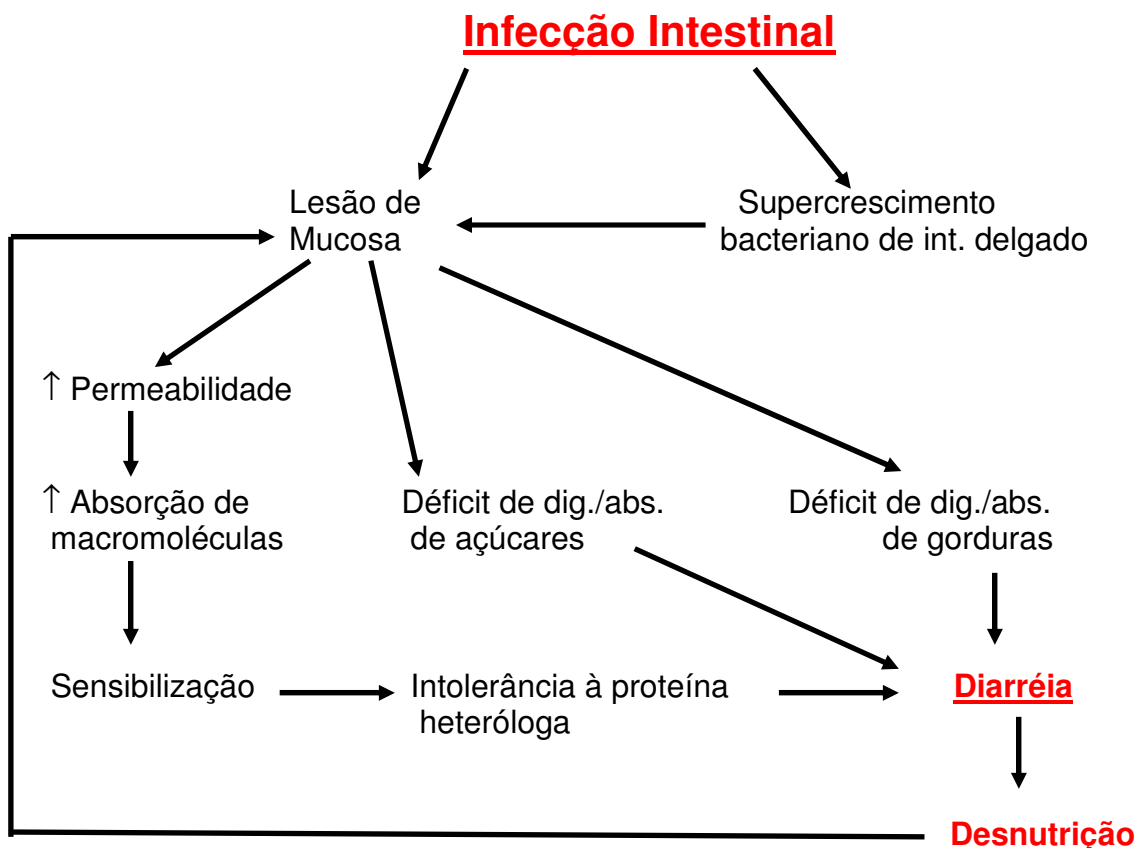 Infecção Intestinal
Lesão de
Mucosa
Supercrescimento
bacteriano de int. delgado
↑ Permeabilidade
↑ Absorção de
macromoléculas
Déficit de dig./abs.
de açúcares
Déficit de dig./abs.
de gorduras
Sensibilização
Intolerância à proteína
heteróloga
Diarréia
Desnutrição